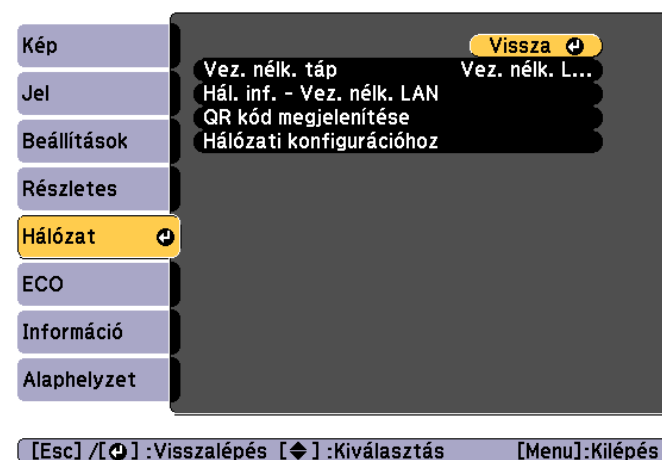 Kép
Jel
Beállítások
Részletes
Hálózat
ECO
Információ
Alaphelyzet
Vissza
Vez. nélk. táp Vez. nélk. L...
Hál. inf. - Vez. nélk. LAN
QR kód megjelenítése
Hálózati konfigurációhoz
[Esc] /[ ] :Visszalépés [ ] :Kiválasztás [Menu]:Kilépés